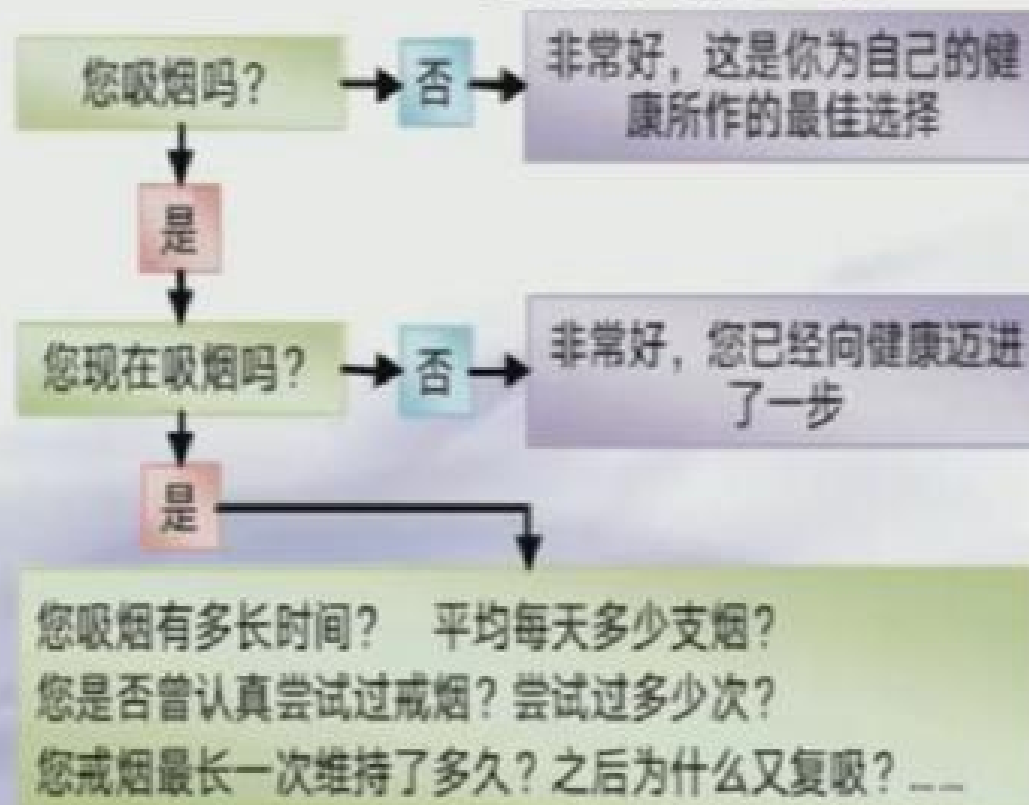 您吸烟吗？
否
非常好，这是你为自己的健
康所作的最佳选择
是
您现在吸烟吗？
否
非常好，您已经向健康迈进
了一步
是
您吸烟有多长时间？ 平均每天多少支烟？
您是否曾认真尝试过戒烟？尝试过多少次？
您戒烟最长一次维持了多久？之后为什么又复吸？……